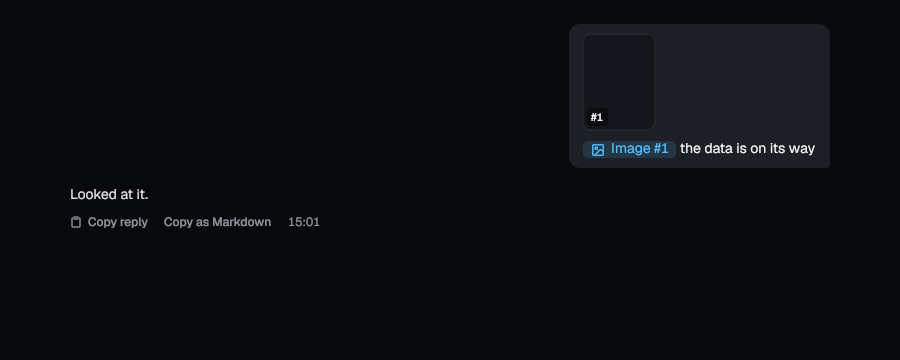 #1
Image #1 the data is on its way
Looked at it.
Copy reply Copy as Markdown 15:01